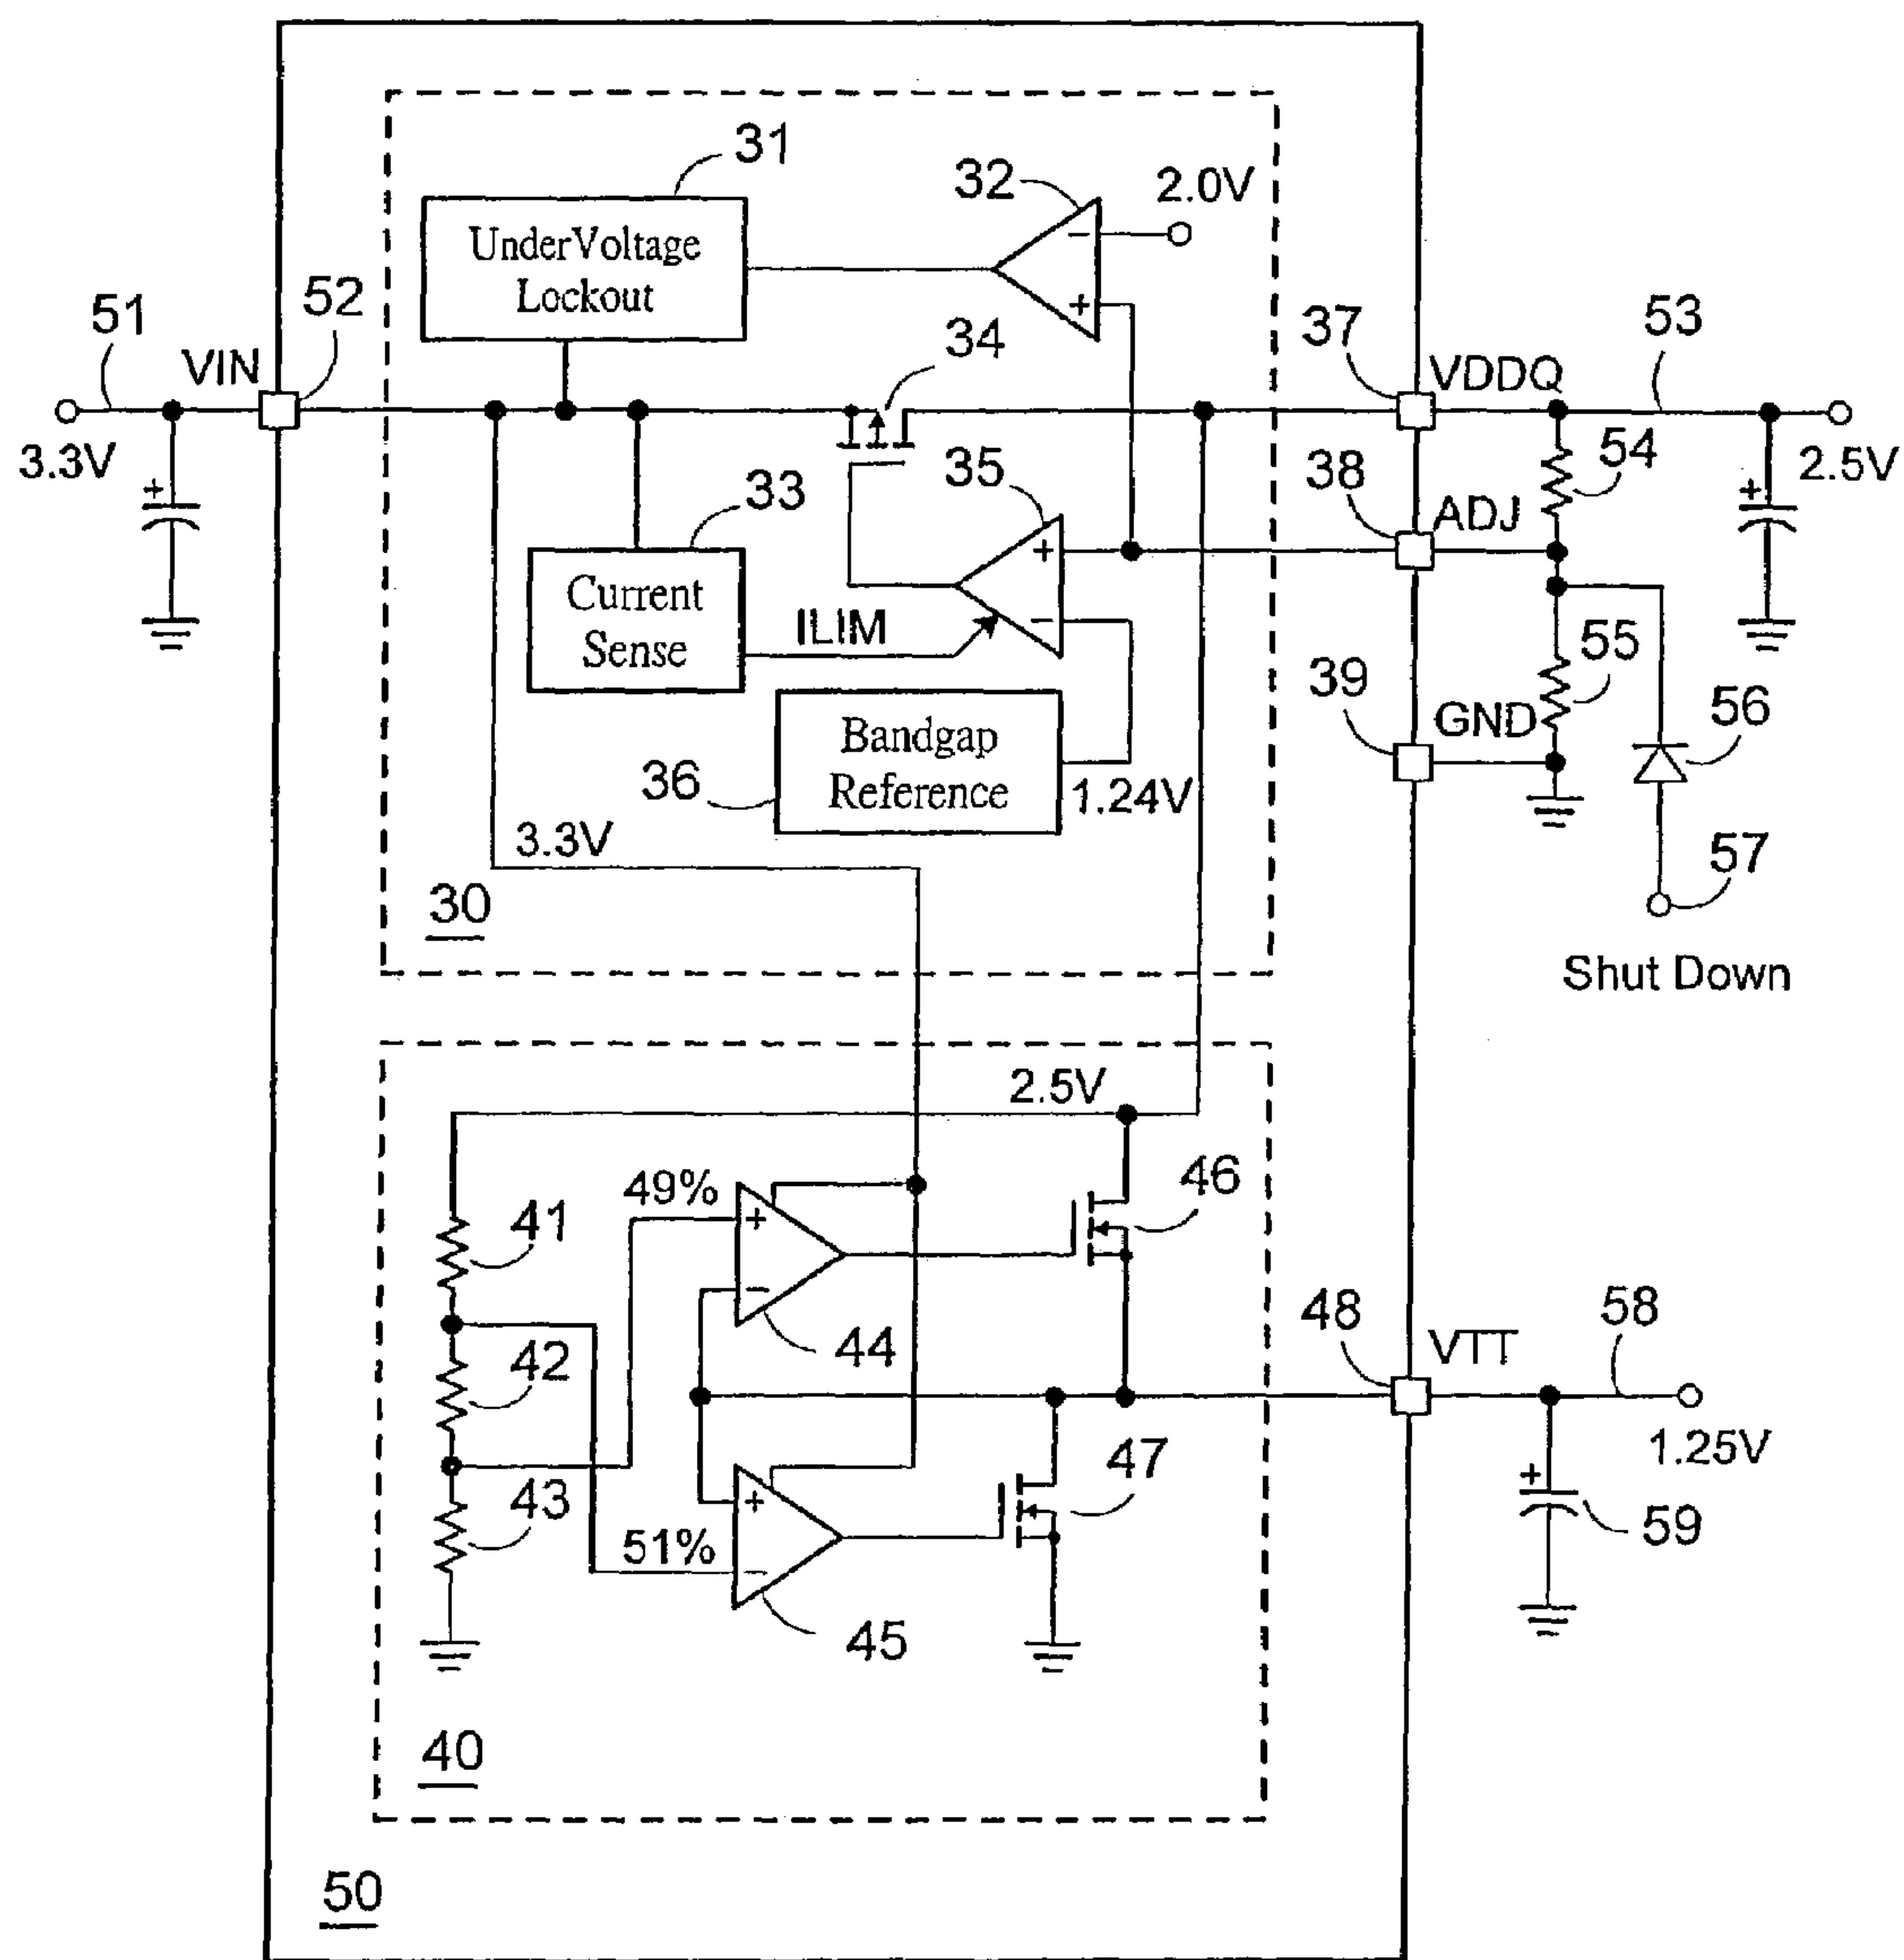 31
32
2.0V
UnderVoltage
Lockout
51
52
VIN
34
37
VDDQ
53
3.3V
54
2.5V
33
35
38
ADJ
Current
Sense
ILIM
55
39
GND
56
Bandgap
Reference
36
1.24V
3.3V
57
30
Shut Down
2.5V
49%
46
41
44
48
VTT
58
42
1.25V
47
43
51%
59
45
40
50
+
+
+
+
−
+
−
+
−
+
−